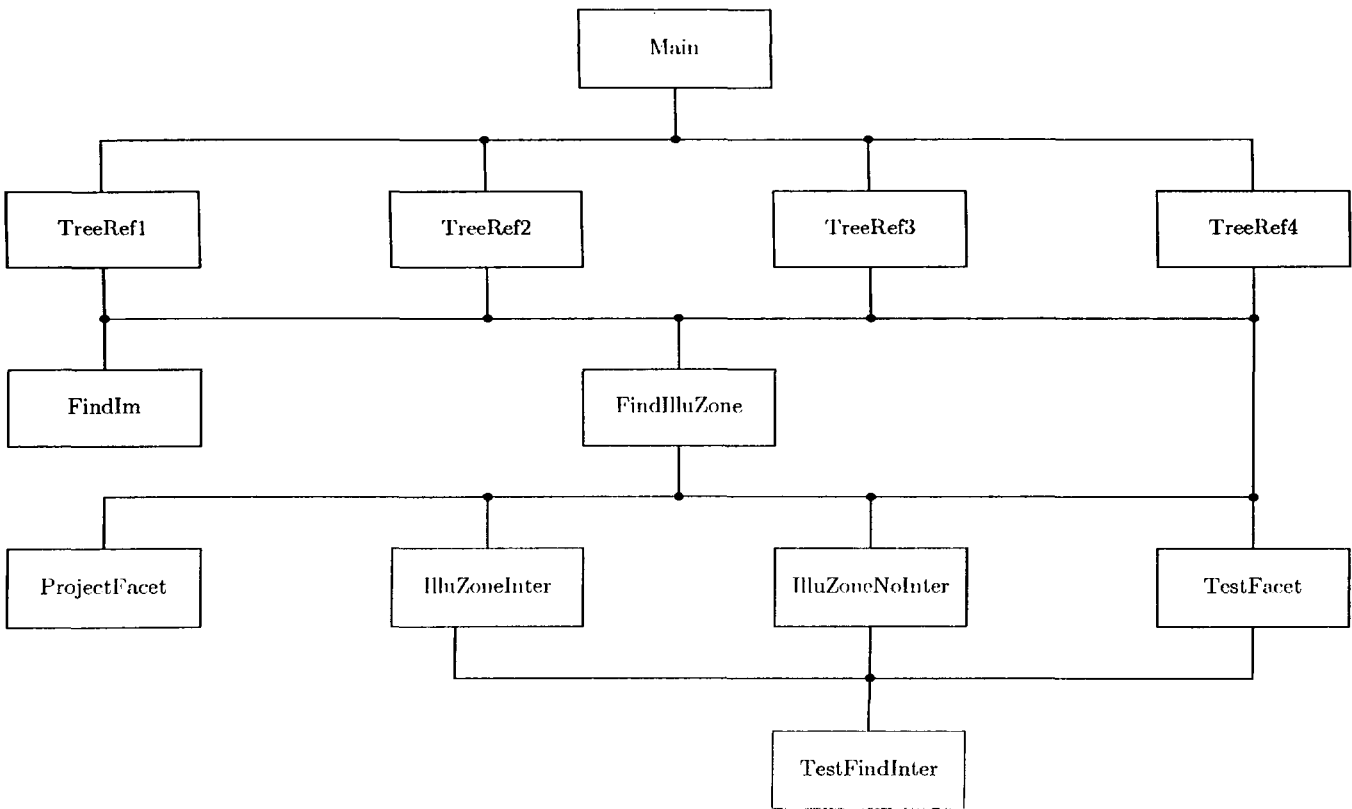 Main
TreeRef1
TreeRef2
TreeRef3
TreeRef4
FindIm
FindIlluZone
ProjectFacet
IlluZoneInter
IlluZoneNoInter
TestFacet
TestFindInter